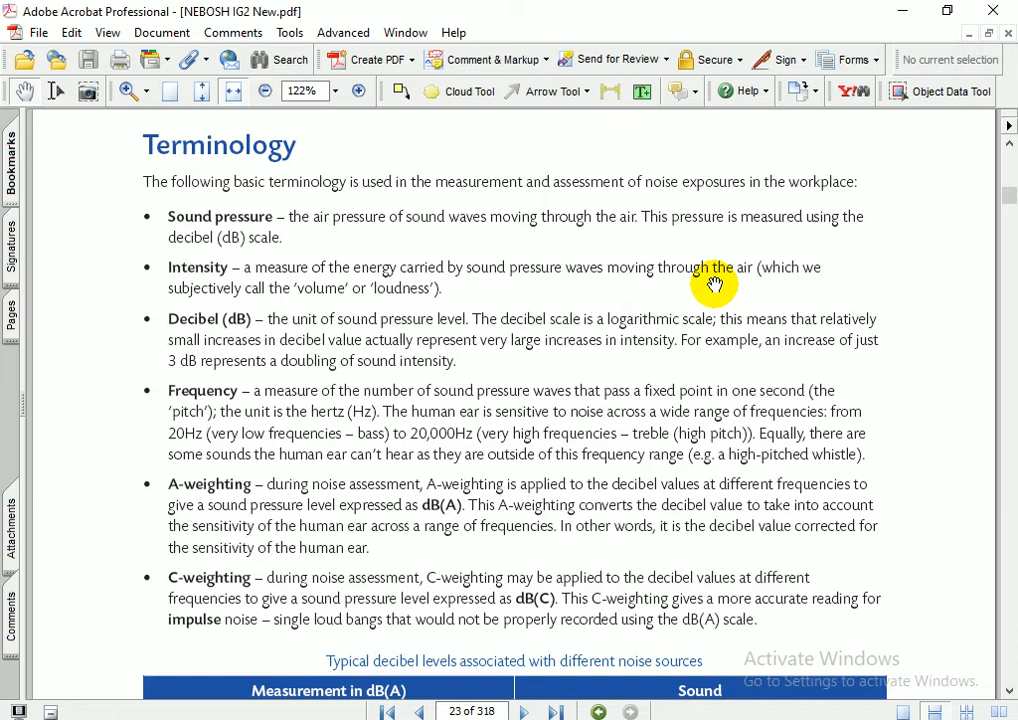 Adobe Acrobat Professional - [NEBOSH IG2 New.pdf]
File Edit View Document Comments Tools Advanced Window Help
Search Create PDF Comment & Markup Send for Review Secure Sign Forms No current selection
122% Cloud Tool Arrow Tool T Help Y! Object Data Tool
Bookmarks
Signatures
Pages
Attachments
Comments
Terminology
The following basic terminology is used in the measurement and assessment of noise exposures in the workplace:
• Sound pressure – the air pressure of sound waves moving through the air. This pressure is measured using the
decibel (dB) scale.
• Intensity – a measure of the energy carried by sound pressure waves moving through the air (which we
subjectively call the 'volume' or 'loudness').
• Decibel (dB) – the unit of sound pressure level. The decibel scale is a logarithmic scale; this means that relatively
small increases in decibel value actually represent very large increases in intensity. For example, an increase of just
3 dB represents a doubling of sound intensity.
• Frequency – a measure of the number of sound pressure waves that pass a fixed point in one second (the
'pitch'); the unit is the hertz (Hz). The human ear is sensitive to noise across a wide range of frequencies: from
20Hz (very low frequencies – bass) to 20,000Hz (very high frequencies – treble (high pitch)). Equally, there are
some sounds the human ear can't hear as they are outside of this frequency range (e.g. a high-pitched whistle).
• A-weighting – during noise assessment, A-weighting is applied to the decibel values at different frequencies to
give a sound pressure level expressed as dB(A). This A-weighting converts the decibel value to take into account
the sensitivity of the human ear across a range of frequencies. In other words, it is the decibel value corrected for
the sensitivity of the human ear.
• C-weighting – during noise assessment, C-weighting may be applied to the decibel values at different
frequencies to give a sound pressure level expressed as dB(C). This C-weighting gives a more accurate reading for
impulse noise – single loud bangs that would not be properly recorded using the dB(A) scale.
Typical decibel levels associated with different noise sources
Measurement in dB(A) Sound
Activate Windows
Go to Settings to activate Windows.
23 of 318